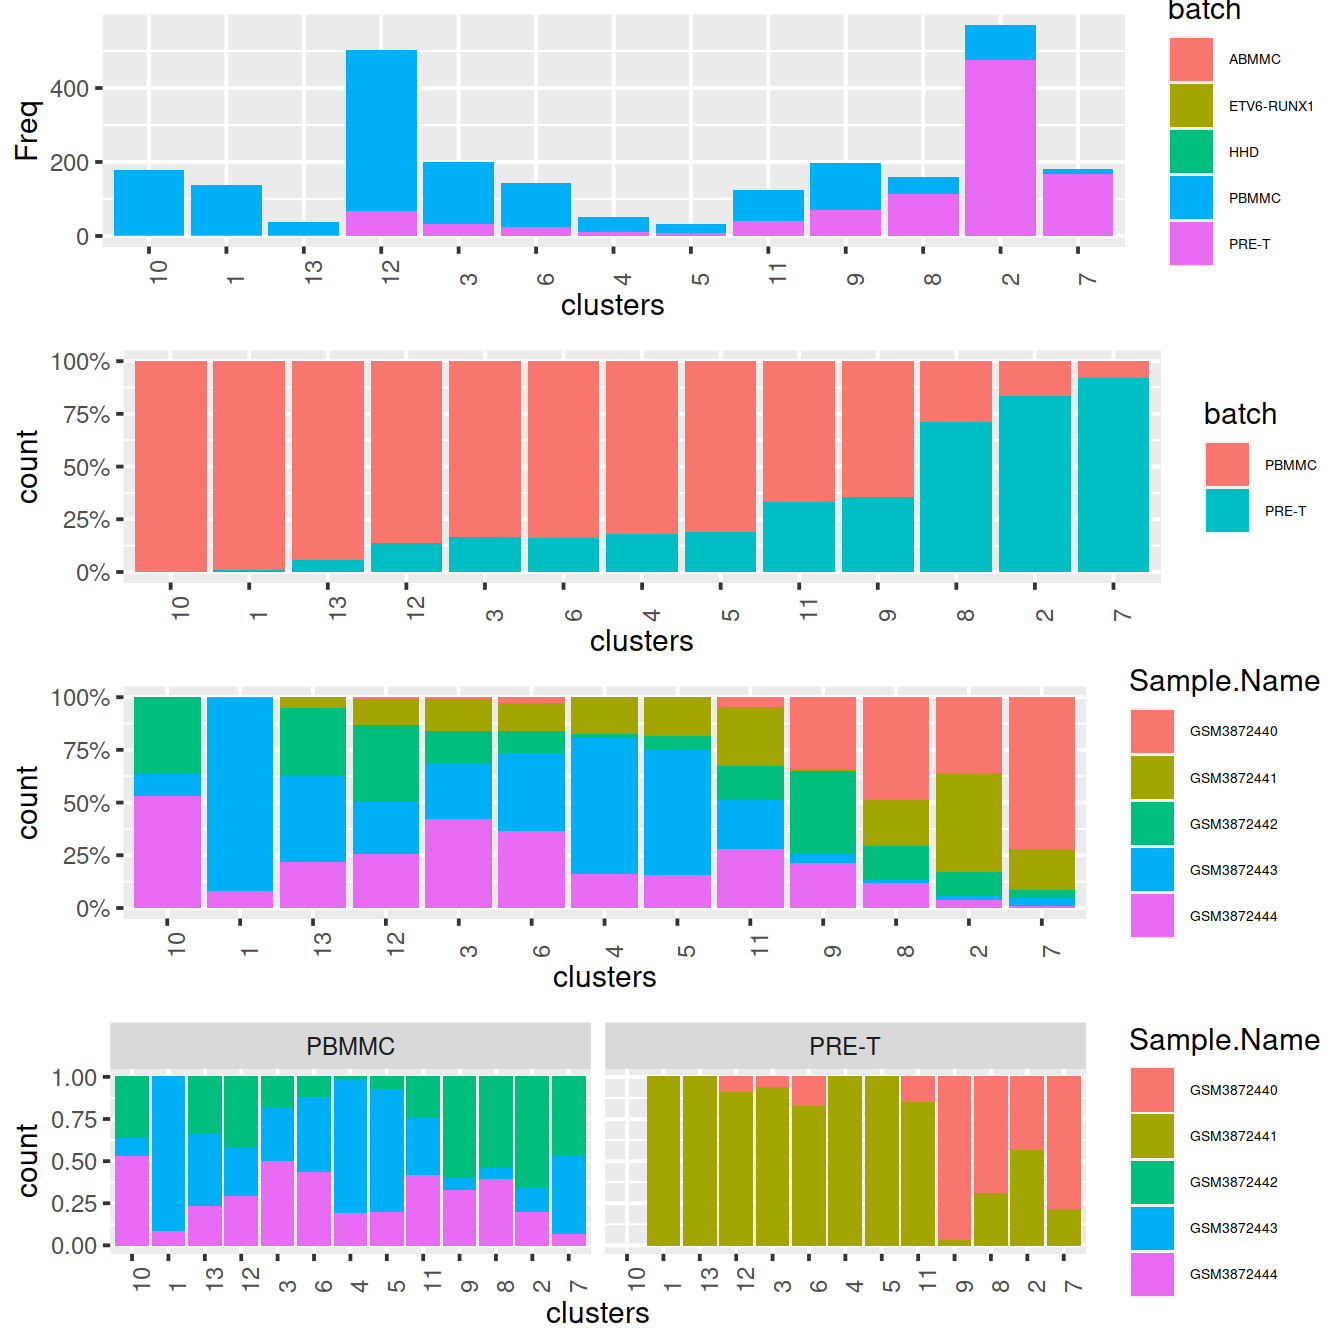 batch
ABMMC
ETV6-RUNX1
HHD
PBMMC
PRE-T
Freq
400
200
0
10 1 13 12 3 6 4 5 11 9 8 2 7
clusters
100%
75%
50%
25%
0%
count
10 1 13 12 3 6 4 5 11 9 8 2 7
clusters
batch
PBMMC
PRE-T
100%
75%
50%
25%
0%
count
10 1 13 12 3 6 4 5 11 9 8 2 7
clusters
Sample.Name
GSM3872440
GSM3872441
GSM3872442
GSM3872443
GSM3872444
PBMMC PRE-T
1.00
0.75
0.50
0.25
0.00
count
10 1 13 12 3 6 4 5 11 9 8 2 7 10 1 13 12 3 6 4 5 11 9 8 2 7
clusters
Sample.Name
GSM3872440
GSM3872441
GSM3872442
GSM3872443
GSM3872444